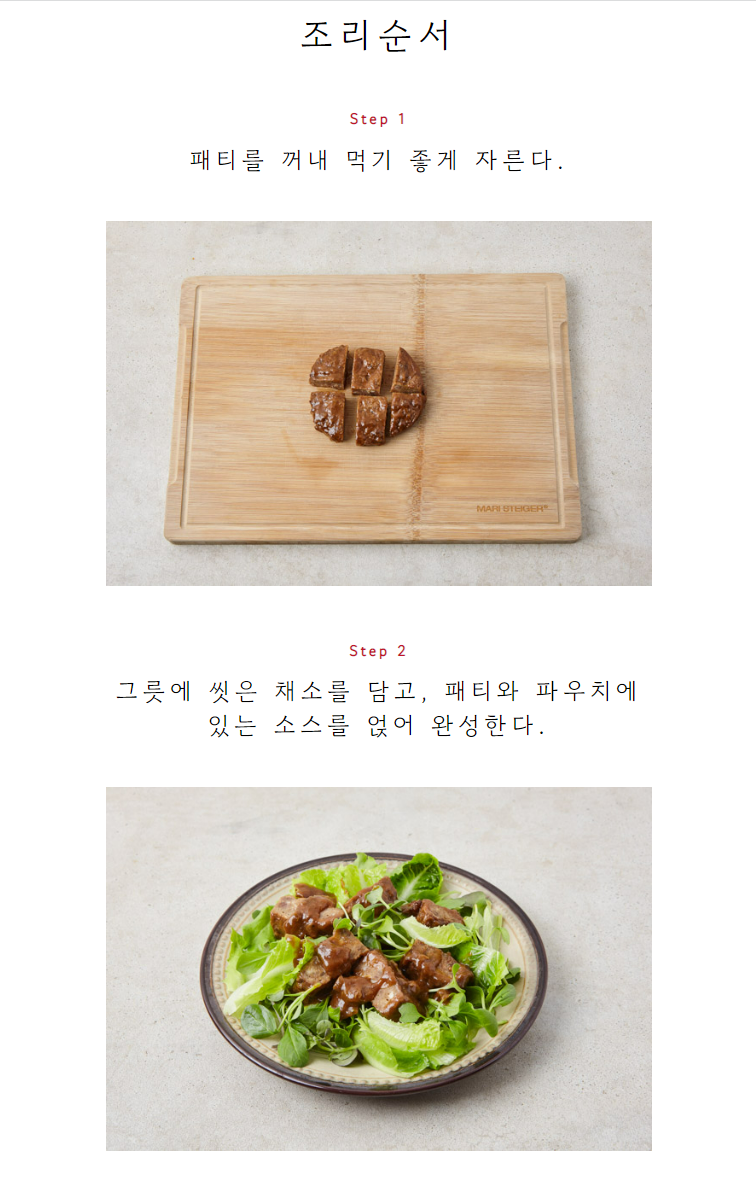 조리순서
Step 1
패티를 꺼내 먹기 좋게 자른다.
MARI STEIGER®
Step 2
그릇에 씻은 채소를 담고, 패티와 파우치에
있는 소스를 얹어 완성한다.